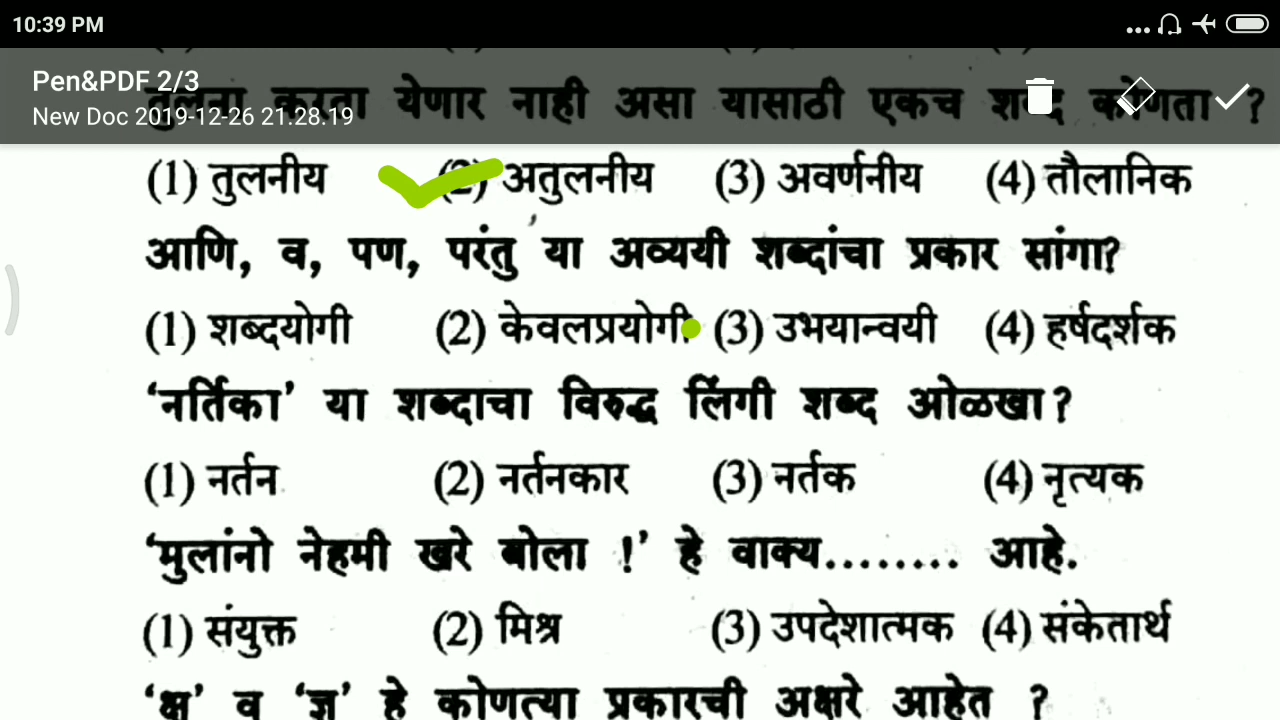 10:39 PM
Pen&PDF 2/3
New Doc 2019-12-26 21.28.19
तुलना करता येणार नाही असा यासाठी एकच शब्द कोणता ?
(1) तुलनीय (2) अतुलनीय (3) अवर्णनीय (4) तौलानिक
आणि, व, पण, परंतु या अव्ययी शब्दांचा प्रकार सांगा?
(1) शब्दयोगी (2) केवलप्रयोगी (3) उभयान्वयी (4) हर्षदर्शक
‘नर्तिका’ या शब्दाचा विरुद्ध लिंगी शब्द ओळखा?
(1) नर्तन (2) नर्तनकार (3) नर्तक (4) नृत्यक
‘मुलांनो नेहमी खरे बोला !’ हे वाक्य........ आहे.
(1) संयुक्त (2) मिश्र (3) उपदेशात्मक (4) संकेतार्थ
‘क्ष’ व ‘ज्ञ’ हे कोणत्या प्रकारची अक्षरे आहेत ?